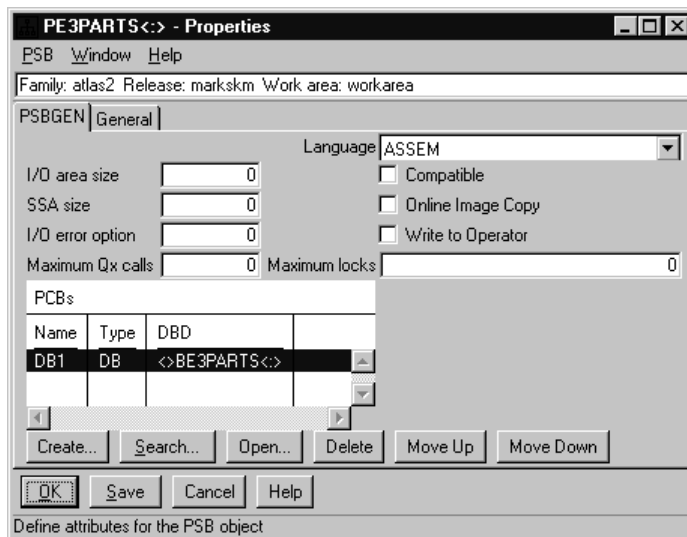 PE3PARTS<:> - Properties
PSB Window Help
Family: atlas2 Release: markskm Work area: workarea
PSBGEN General
Language ASSEM
I/O area size 0 Compatible
SSA size 0 Online Image Copy
I/O error option 0 Write to Operator
Maximum Qx calls 0 Maximum locks 0
PCBs
Name Type DBD
DB1 DB <>BE3PARTS<:>
Create... Search... Open... Delete Move Up Move Down
OK Save Cancel Help
Define attributes for the PSB object